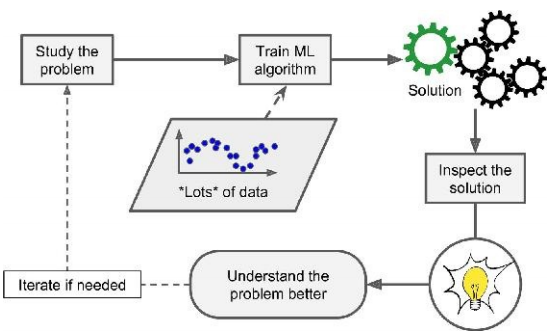 Study the
problem
Train ML
algorithm
Solution
*Lots* of data
Inspect the
solution
Understand the
problem better
Iterate if needed